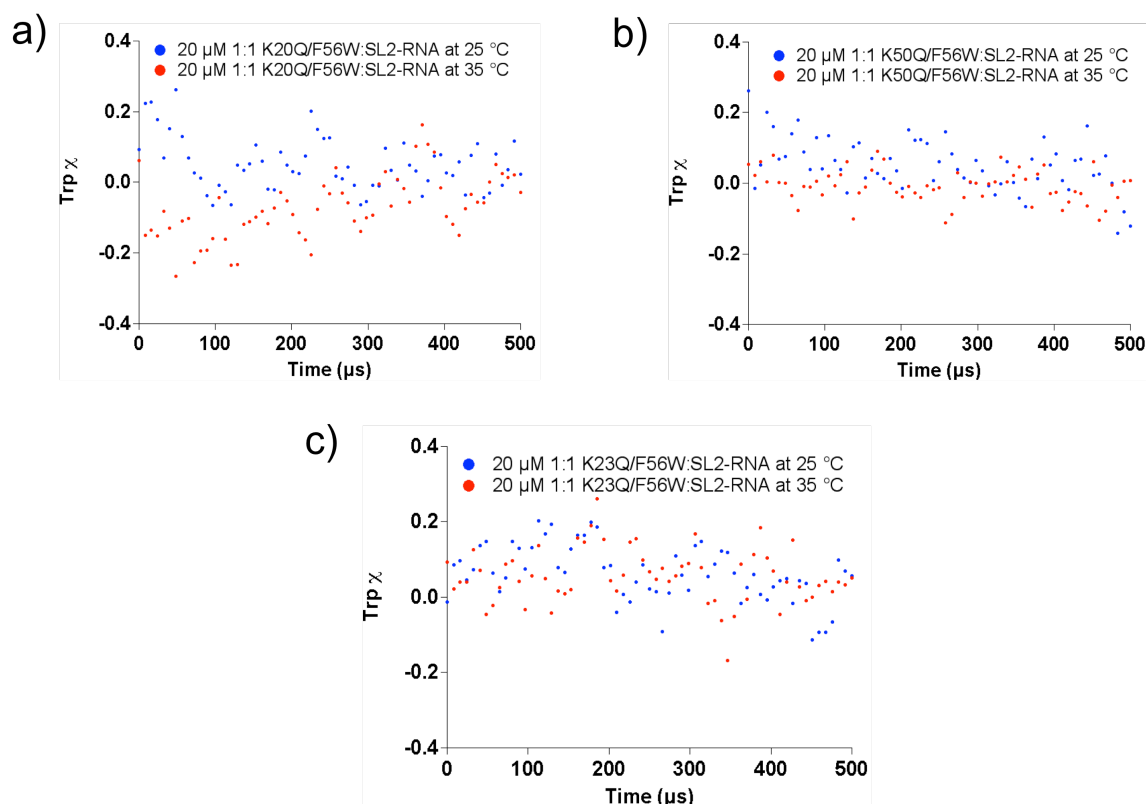 a)
20 µM 1:1 K20Q/F56W:SL2-RNA at 25 °C
20 µM 1:1 K20Q/F56W:SL2-RNA at 35 °C
0.4
0.2
0.0
-0.2
-0.4
Trp χ
0 100 200 300 400 500
Time (µs)
b)
20 µM 1:1 K50Q/F56W:SL2-RNA at 25 °C
20 µM 1:1 K50Q/F56W:SL2-RNA at 35 °C
0.4
0.2
0.0
-0.2
-0.4
Trp χ
0 100 200 300 400 500
Time (µs)
c)
20 µM 1:1 K23Q/F56W:SL2-RNA at 25 °C
20 µM 1:1 K23Q/F56W:SL2-RNA at 35 °C
0.4
0.2
0.0
-0.2
-0.4
Trp χ
0 100 200 300 400 500
Time (µs)